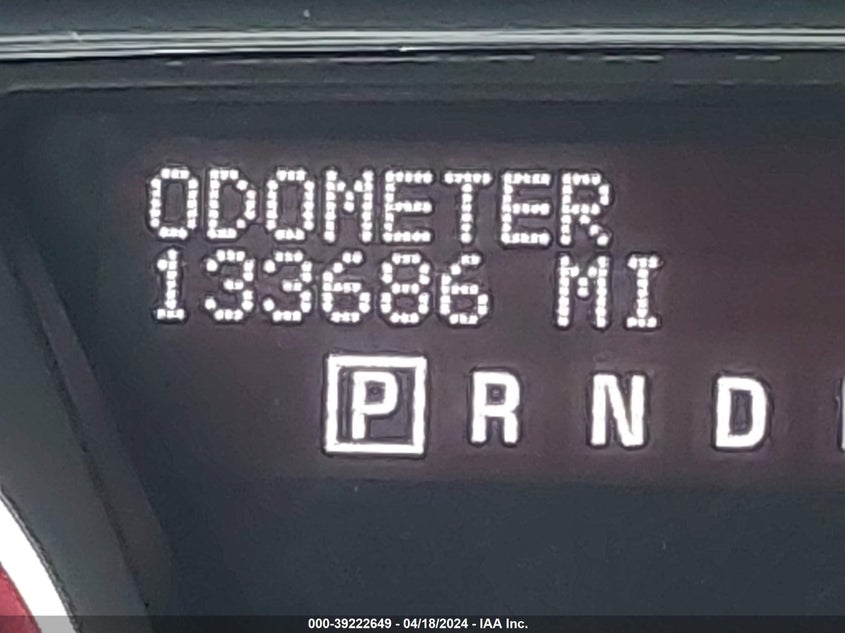 ODOMETER
133686 MI
P R N D
000-39222649 - 04/18/2024 - IAA Inc.